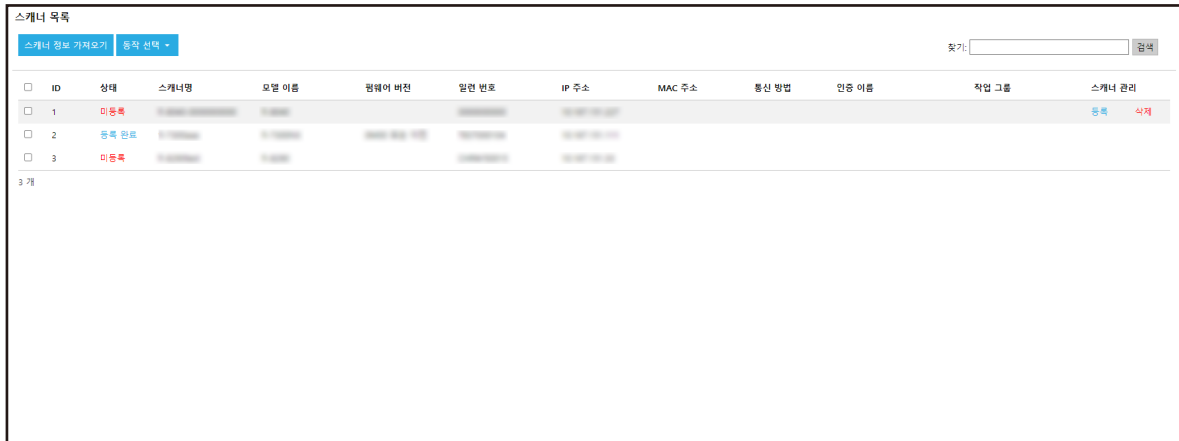 스캐너 목록
스캐너 정보 가져오기 동작 선택 찾기: 검색
ID 상태 스캐너명 모델 이름 펌웨어 버전 일련 번호 IP 주소 MAC 주소 통신 방법 인증 이름 작업 그룹 스캐너 관리
1 미등록 등록 삭제
2 등록 완료
3 미등록
3 개